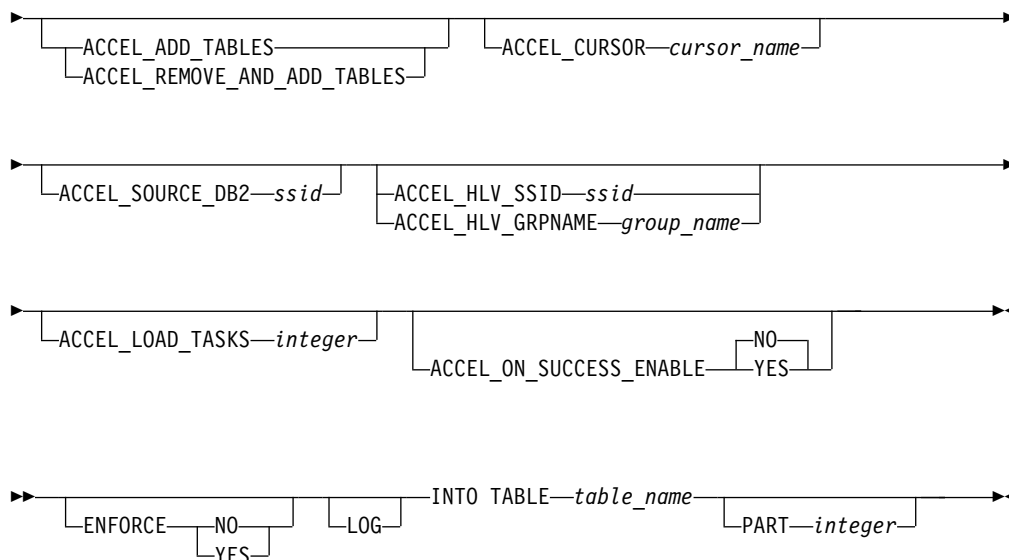 ACCEL_ADD_TABLES ACCEL_CURSOR cursor_name
ACCEL_REMOVE_AND_ADD_TABLES
ACCEL_SOURCE_DB2 ssid ACCEL_HLV_SSID ssid
ACCEL_HLV_GRPNAME group_name
NO
ACCEL_LOAD_TASKS integer ACCEL_ON_SUCCESS_ENABLE YES
INTO TABLE table_name
ENFORCE NO LOG PART integer
YES